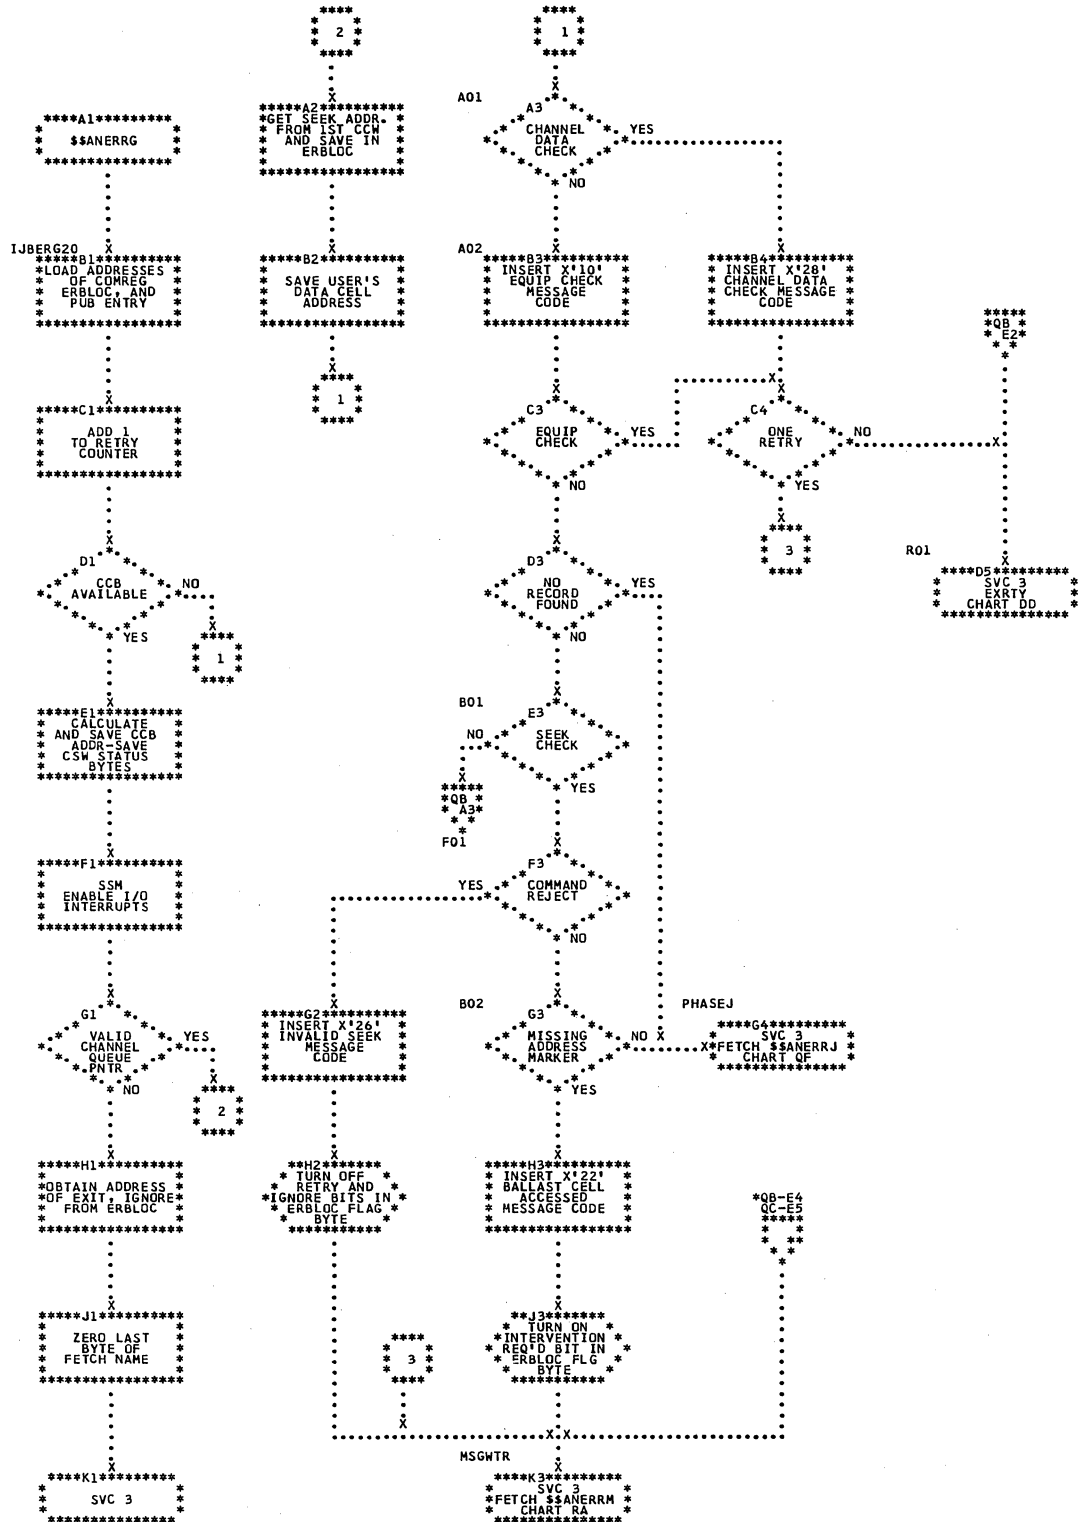 2
1
A01
A1
$$ANERRG
A2
GET SEEK ADDR.
FROM 1ST CCW
AND SAVE IN
ERBLOC
A3
CHANNEL
DATA
CHECK
YES
NO
IJBERG20
B1
LOAD ADDRESSES
OF COMREG
ERBLOC, AND
PUB ENTRY
B2
SAVE USER'S
DATA CELL
ADDRESS
A02
B3
INSERT X'10'
EQUIP CHECK
MESSAGE
CODE
B4
INSERT X'28'
CHANNEL DATA
CHECK MESSAGE
CODE
QB
E2
1
C1
ADD 1
TO RETRY
COUNTER
C3
EQUIP
CHECK
YES
NO
C4
ONE
RETRY
NO
YES
3
D1
CCB
AVAILABLE
NO
YES
1
D3
NO
RECORD
FOUND
YES
NO
R01
D5
SVC 3
EXRTY
CHART DD
E1
CALCULATE
AND SAVE CCB
ADDR-SAVE
CSW STATUS
BYTES
B01
E3
SEEK
CHECK
NO
YES
QB
A3
F01
F1
SSM
ENABLE I/O
INTERRUPTS
F3
COMMAND
REJECT
YES
NO
G1
VALID
CHANNEL
QUEUE
PNTR
YES
NO
2
G2
INSERT X'26'
INVALID SEEK
MESSAGE
CODE
B02
G3
MISSING
ADDRESS
MARKER
NO
YES
PHASEJ
G4
SVC 3
FETCH $$ANERRJ
CHART QF
H1
OBTAIN ADDRESS
OF EXIT, IGNORE
FROM ERBLOC
H2
TURN OFF
RETRY AND
IGNORE BITS IN
ERBLOC FLAG
BYTE
H3
INSERT X'22'
BALLAST CELL
ACCESSED
MESSAGE CODE
*QB-E4
QC-E5
J1
ZERO LAST
BYTE OF
FETCH NAME
3
J3
TURN ON
INTERVENTION
REQ'D BIT IN
ERBLOC FLG
BYTE
MSGWTR
K1
SVC 3
K3
SVC 3
FETCH $$ANERRM
CHART RA